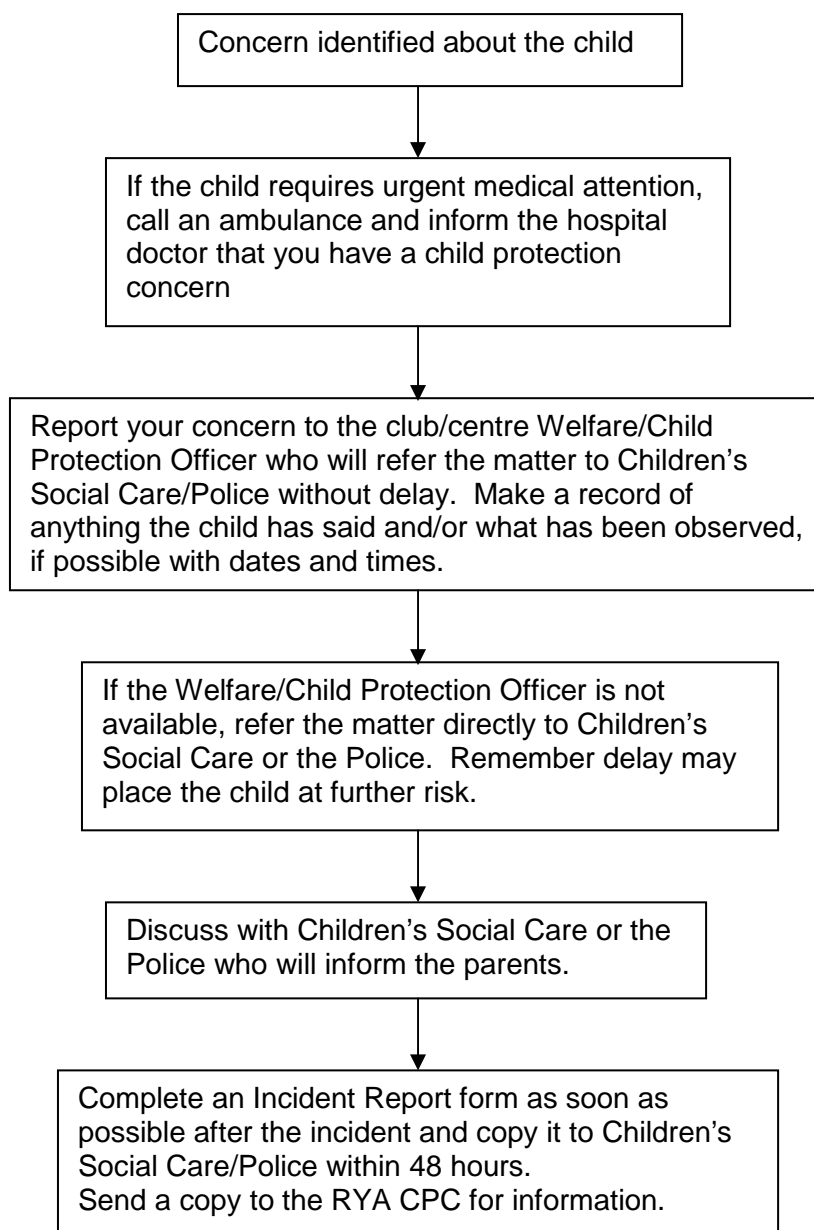 Concern identified about the child
If the child requires urgent medical attention,
call an ambulance and inform the hospital
doctor that you have a child protection
concern
Report your concern to the club/centre Welfare/Child
Protection Officer who will refer the matter to Children’s
Social Care/Police without delay.  Make a record of
anything the child has said and/or what has been observed,
if possible with dates and times.
If the Welfare/Child Protection Officer is not
available, refer the matter directly to Children’s
Social Care or the Police.  Remember delay may
place the child at further risk.
Discuss with Children’s Social Care or the
Police who will inform the parents.
Complete an Incident Report form as soon as
possible after the incident and copy it to Children’s
Social Care/Police within 48 hours.
Send a copy to the RYA CPC for information.